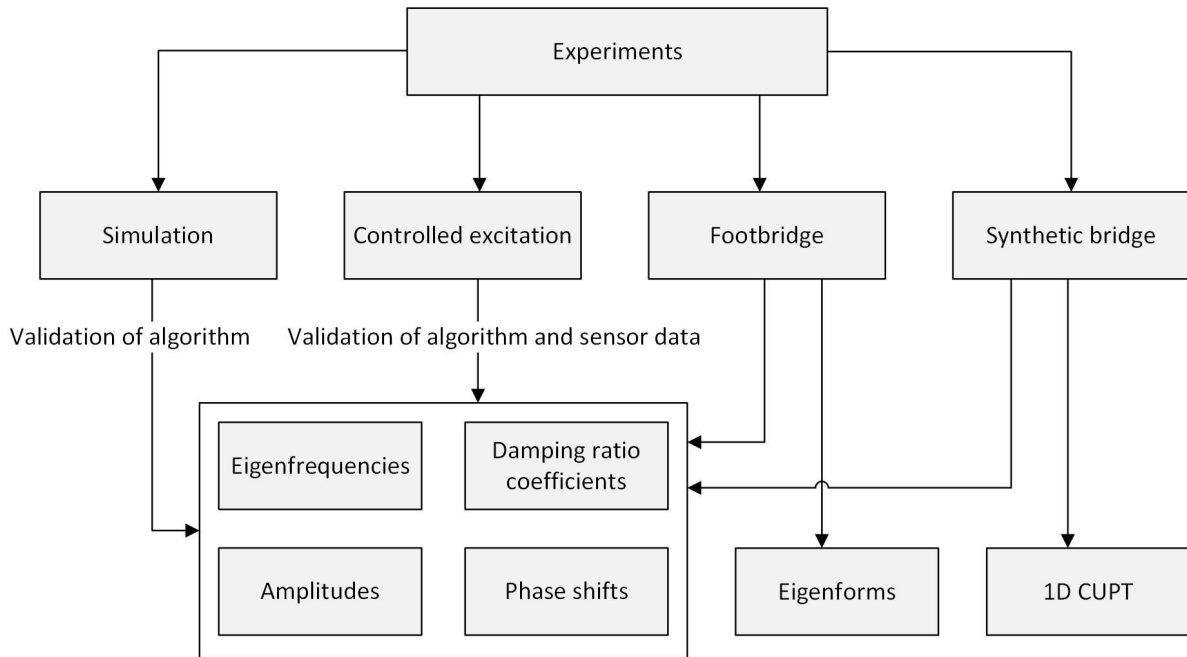 Experiments
Simulation
Controlled excitation
Footbridge
Synthetic bridge
Validation of algorithm
Validation of algorithm and sensor data
Eigenfrequencies
Damping ratio
coefficients
Amplitudes
Phase shifts
Eigenforms
1D CUPT